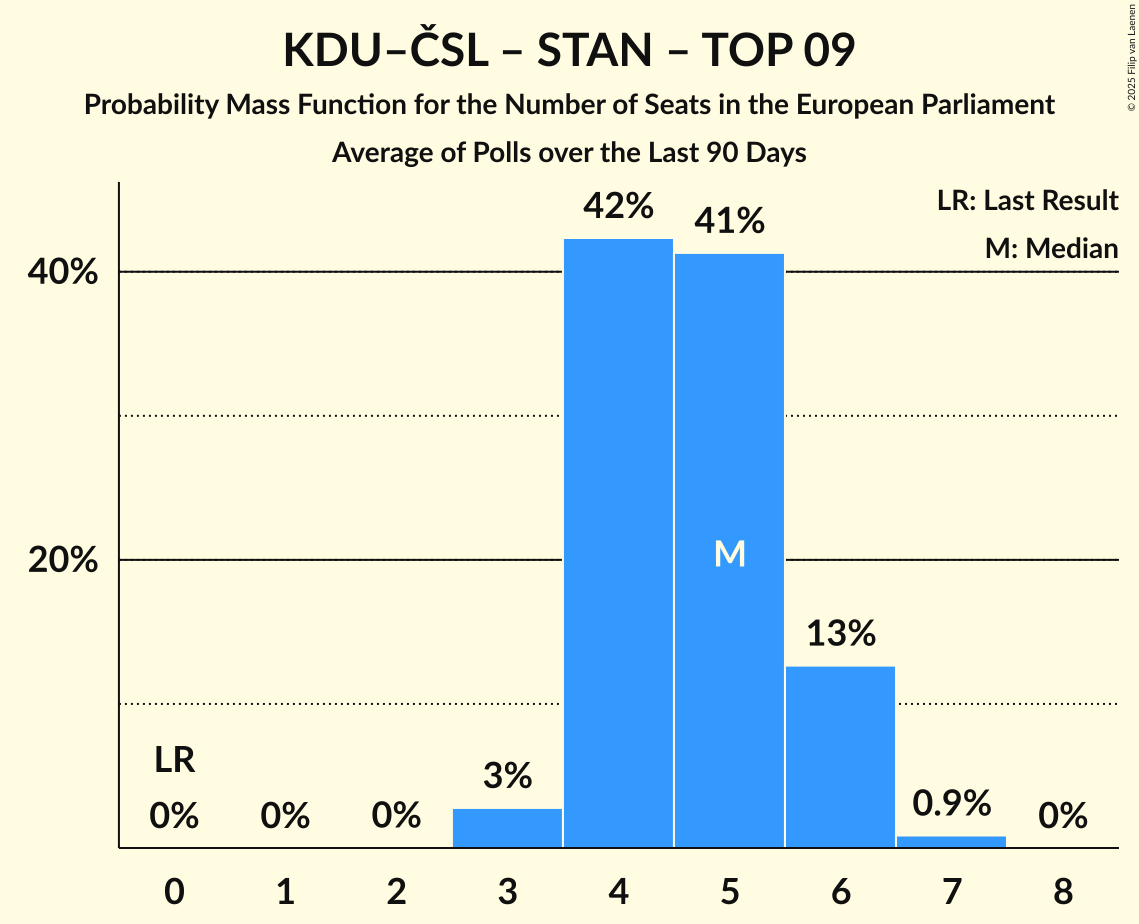 KDU–ČSL – STAN – TOP 09
Probability Mass Function for the Number of Seats in the European Parliament
Average of Polls over the Last 90 Days
© 2025 Filip van Laenen
LR: Last Result
M: Median
42%
41%
40%
20%
M
13%
LR
3%
0.9%
0%
0%
0%
0%
0 1 2 3 4 5 6 7 8